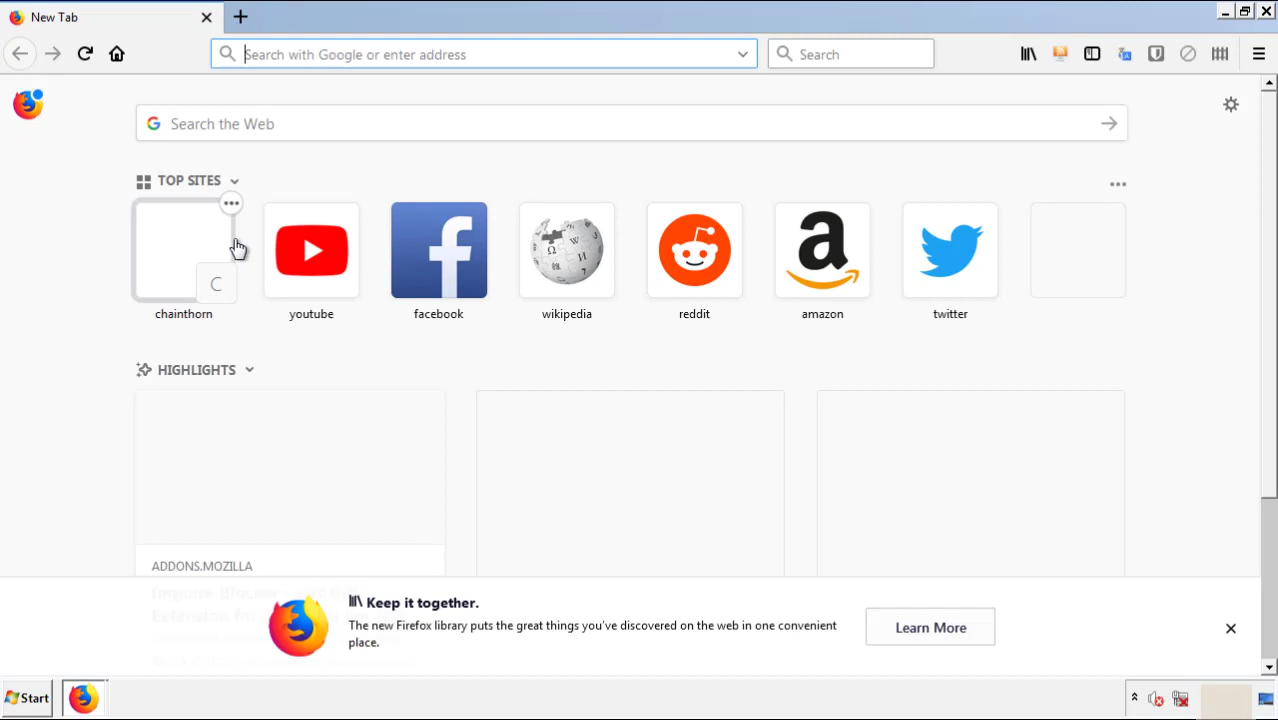 New Tab
Search with Google or enter address
Search
Search the Web
TOP SITES
C
chainthorn
youtube
facebook
wikipedia
reddit
amazon
twitter
HIGHLIGHTS
ADDONS.MOZILLA
Keep it together.
The new Firefox library puts the great things you've discovered on the web in one convenient
place.
Learn More
Start